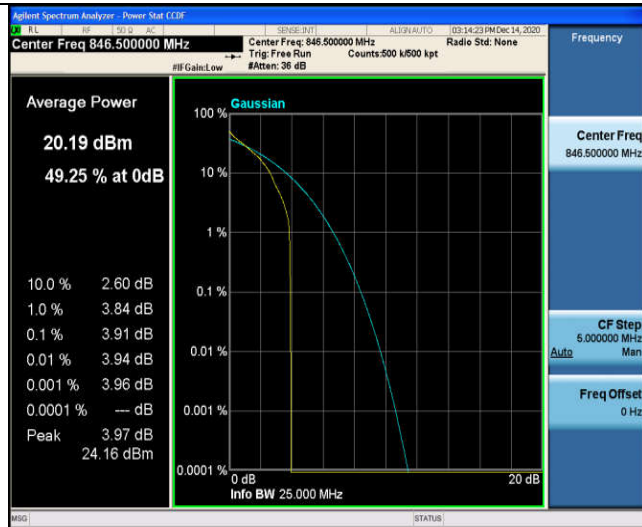 Agilent Spectrum Analyzer - Power Stat CCDF
RL RF 50 Ω AC SENSE:INT ALIGN AUTO 03:14:23 PM Dec 14, 2020
Center Freq 846.500000 MHz
Center Freq: 846.500000 MHz Radio Std: None
Trig: Free Run Counts:500 k/500 kpt
#IFGain:Low #Atten: 36 dB
Average Power
20.19 dBm
49.25 % at 0dB
10.0 % 2.60 dB
1.0 % 3.84 dB
0.1 % 3.91 dB
0.01 % 3.94 dB
0.001 % 3.96 dB
0.0001 % --- dB
Peak 3.97 dB
24.16 dBm
Gaussian
100 %
10 %
1 %
0.1 %
0.01 %
0.001 %
0.0001 %
0 dB 20 dB
Info BW 25.000 MHz
Frequency
Center Freq
846.500000 MHz
CF Step
5.000000 MHz
Auto Man
Freq Offset
0 Hz
MSG STATUS